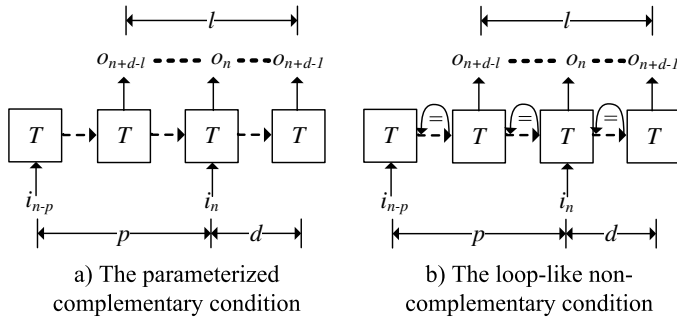 l l
o_{n+d-l} o_n o_{n+d-1} o_{n+d-l} o_n o_{n+d-1}
= = =
T T T T T T T T
i_{n-p} i_n i_{n-p} i_n
p d p d
a) The parameterized
complementary condition
b) The loop-like non-
complementary condition